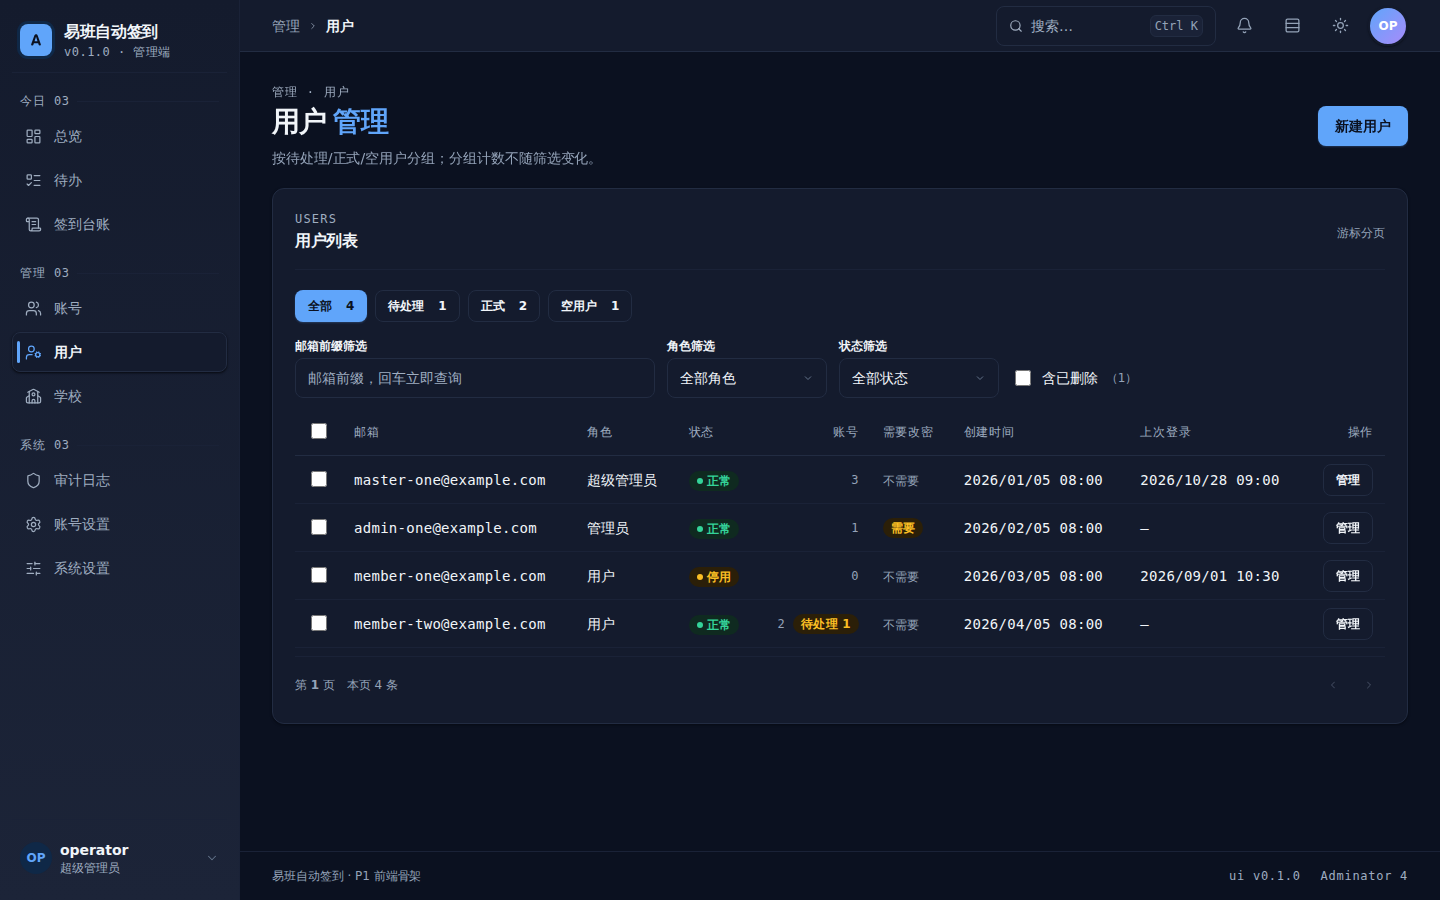 A 易班自动签到
v0.1.0 · 管理端
今日 03
总览
待办
签到台账
管理 03
账号
用户
学校
系统 03
审计日志
账号设置
系统设置
OP operator
超级管理员
管理 › 用户
搜索… Ctrl K OP
管理 · 用户
用户 管理
新建用户
按待处理/正式/空用户分组；分组计数不随筛选变化。
USERS
用户列表
游标分页
全部 4 待处理 1 正式 2 空用户 1
邮箱前缀筛选 角色筛选 状态筛选
邮箱前缀，回车立即查询 全部角色 全部状态 含已删除 （1）
邮箱 角色 状态 账号 需要改密 创建时间 上次登录 操作
master-one@example.com 超级管理员 正常 3 不需要 2026/01/05 08:00 2026/10/28 09:00 管理
admin-one@example.com 管理员 正常 1 需要 2026/02/05 08:00 — 管理
member-one@example.com 用户 停用 0 不需要 2026/03/05 08:00 2026/09/01 10:30 管理
member-two@example.com 用户 正常 2 待处理 1 不需要 2026/04/05 08:00 — 管理
第 1 页 本页 4 条
易班自动签到 · P1 前端骨架
ui v0.1.0 Adminator 4